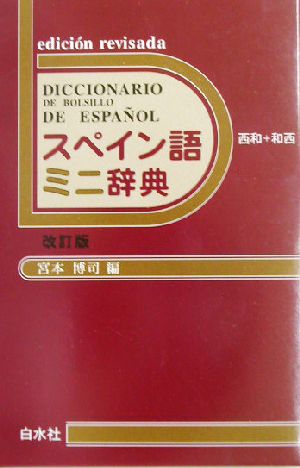 edición revisada
DICCIONARIO
DE BOLSILLO
DE ESPAÑOL
スペイン語
ミニ辞典
西和+和西
改訂版
宮本 博司 編
白水社